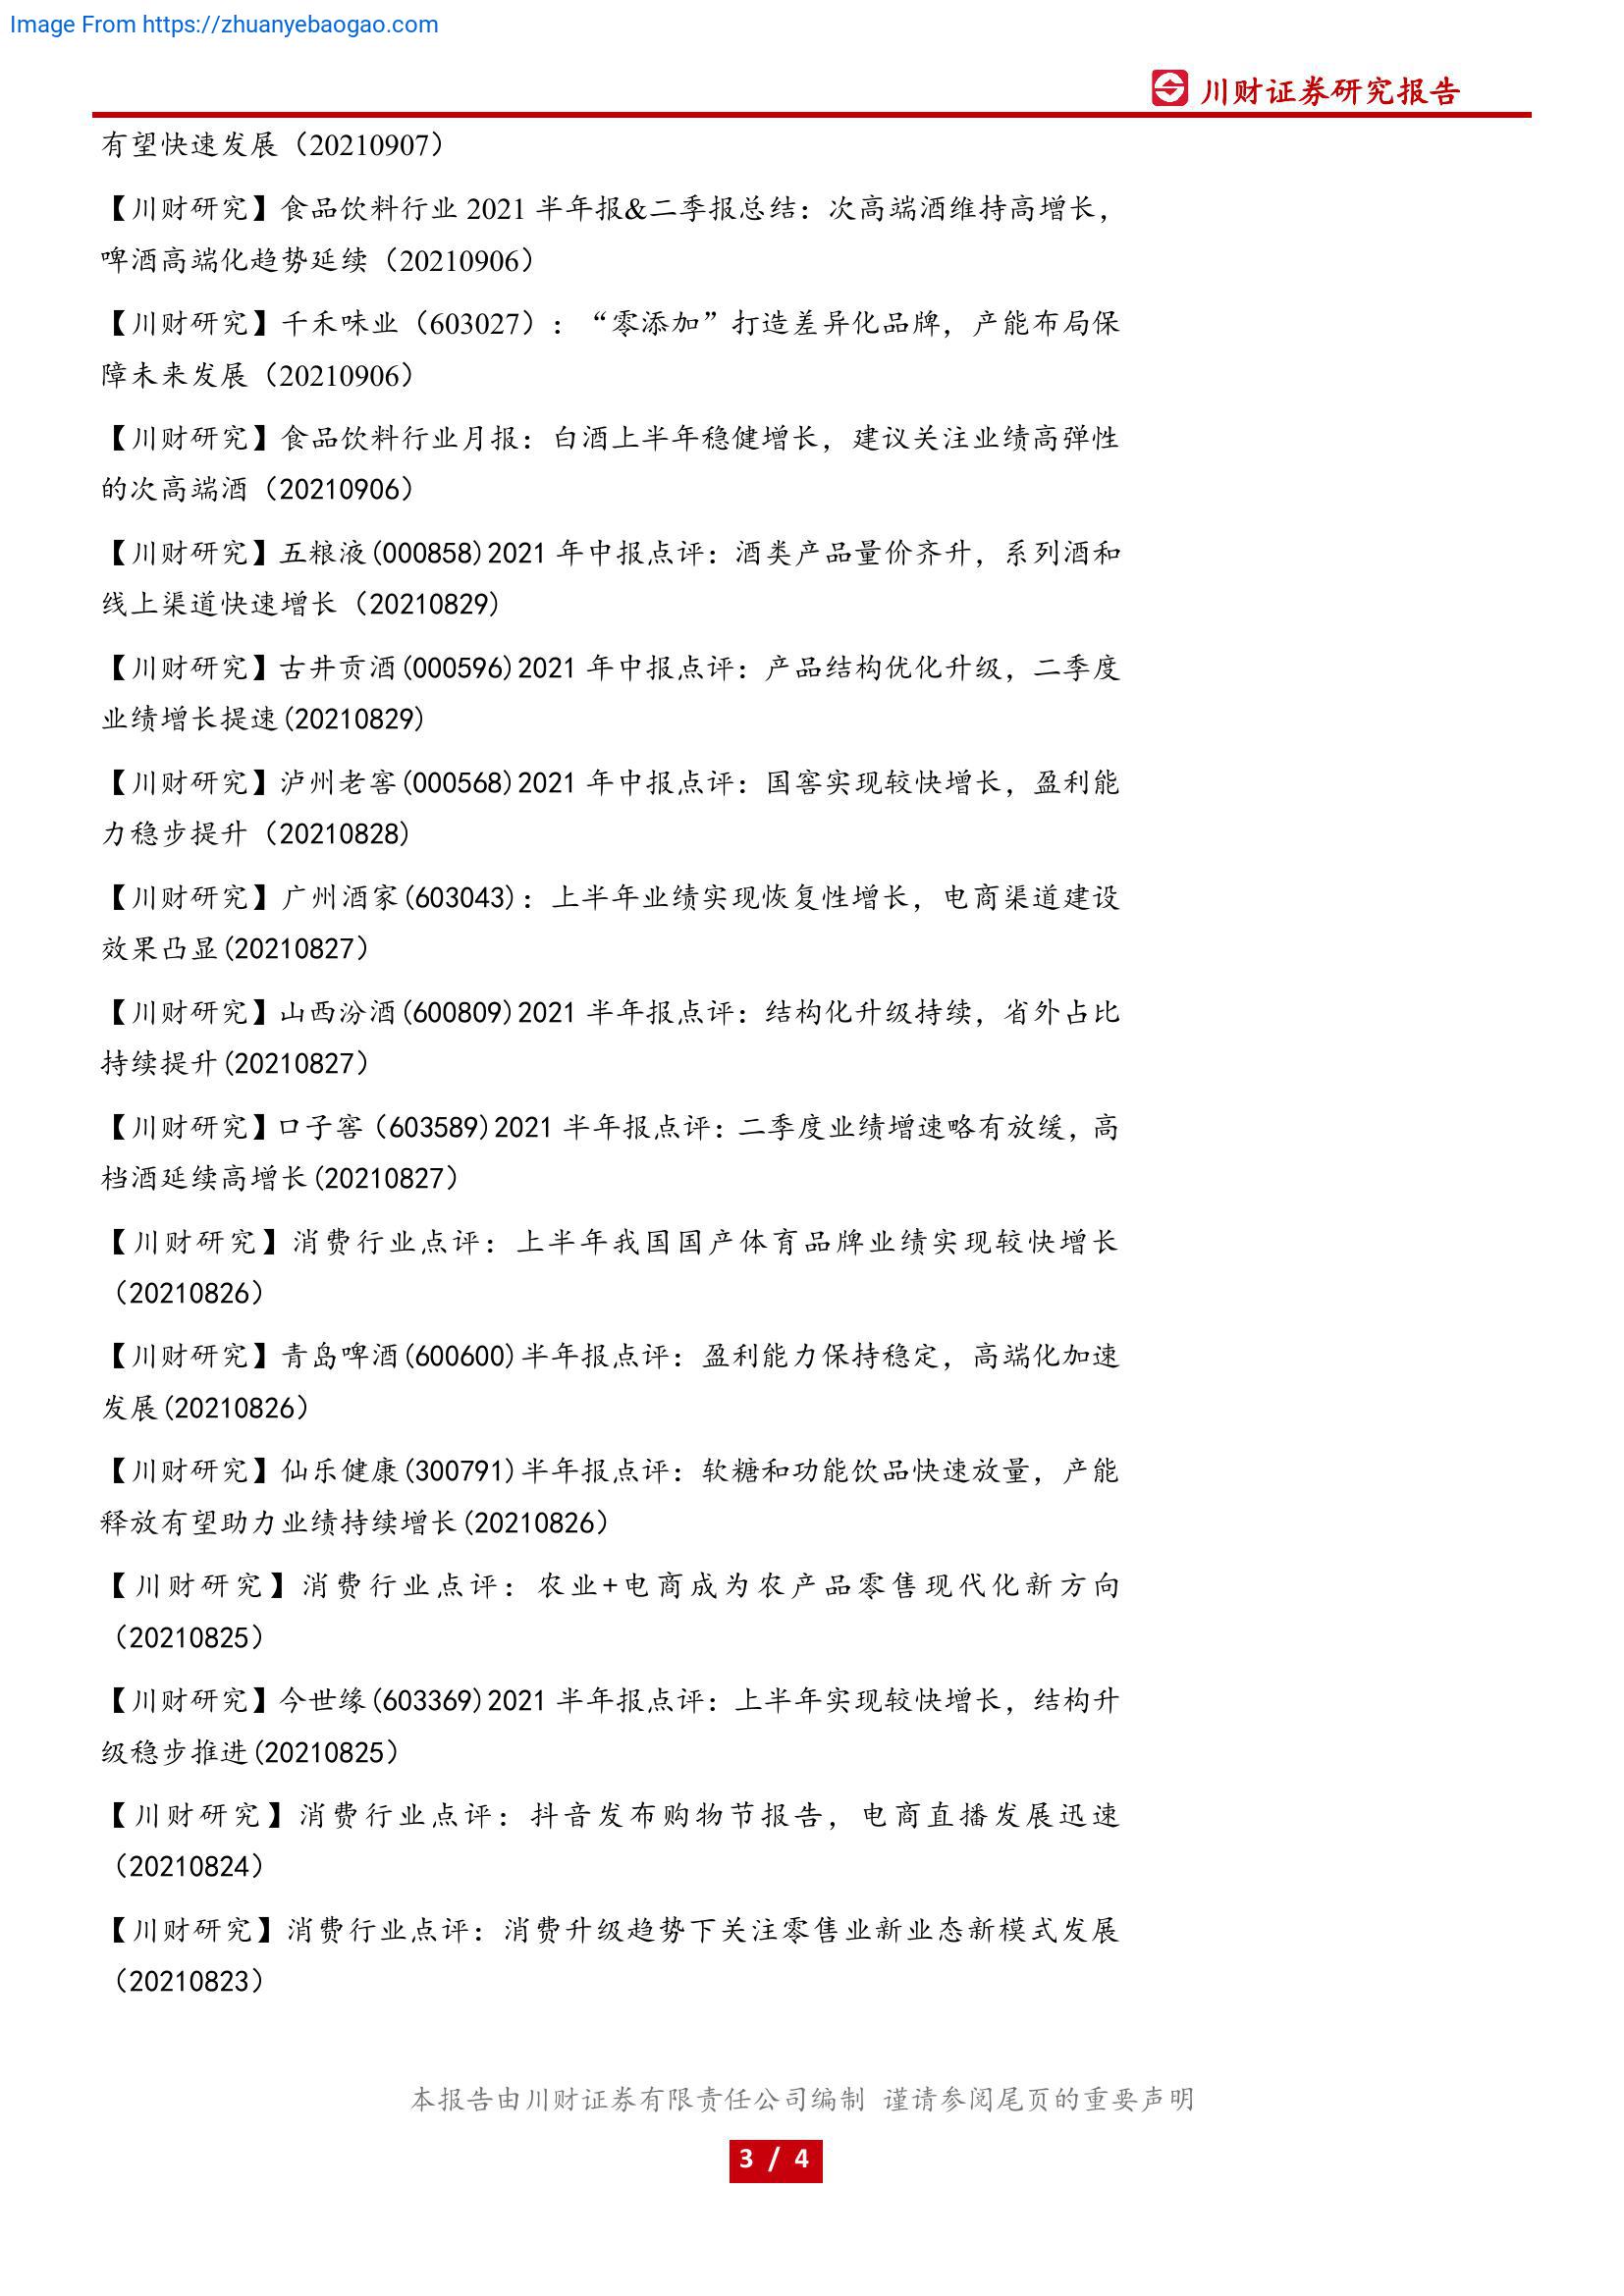 Image From https://zhuanyebaogao.com
川财证券研究报告
有望快速发展（20210907）
【川财研究】食品饮料行业 2021 半年报&二季报总结：次高端酒维持高增长，
啤酒高端化趋势延续（20210906）
【川财研究】千禾味业（603027）：“零添加”打造差异化品牌，产能布局保
障未来发展（20210906）
【川财研究】食品饮料行业月报：白酒上半年稳健增长，建议关注业绩高弹性
的次高端酒（20210906）
【川财研究】五粮液(000858)2021 年中报点评：酒类产品量价齐升，系列酒和
线上渠道快速增长（20210829)
【川财研究】古井贡酒(000596)2021 年中报点评：产品结构优化升级，二季度
业绩增长提速(20210829)
【川财研究】泸州老窖(000568)2021 年中报点评：国窖实现较快增长，盈利能
力稳步提升（20210828)
【川财研究】广州酒家(603043)：上半年业绩实现恢复性增长，电商渠道建设
效果凸显(20210827）
【川财研究】山西汾酒(600809)2021 半年报点评：结构化升级持续，省外占比
持续提升(20210827）
【川财研究】口子窖（603589)2021 半年报点评：二季度业绩增速略有放缓，高
档酒延续高增长(20210827）
【川财研究】消费行业点评：上半年我国国产体育品牌业绩实现较快增长
（20210826）
【川财研究】青岛啤酒(600600)半年报点评：盈利能力保持稳定，高端化加速
发展(20210826）
【川财研究】仙乐健康(300791)半年报点评：软糖和功能饮品快速放量，产能
释放有望助力业绩持续增长(20210826）
【川财研究】消费行业点评：农业+电商成为农产品零售现代化新方向
（20210825）
【川财研究】今世缘(603369)2021 半年报点评：上半年实现较快增长，结构升
级稳步推进(20210825）
【川财研究】消费行业点评：抖音发布购物节报告，电商直播发展迅速
（20210824）
【川财研究】消费行业点评：消费升级趋势下关注零售业新业态新模式发展
（20210823）
本报告由川财证券有限责任公司编制 谨请参阅尾页的重要声明
3 / 4